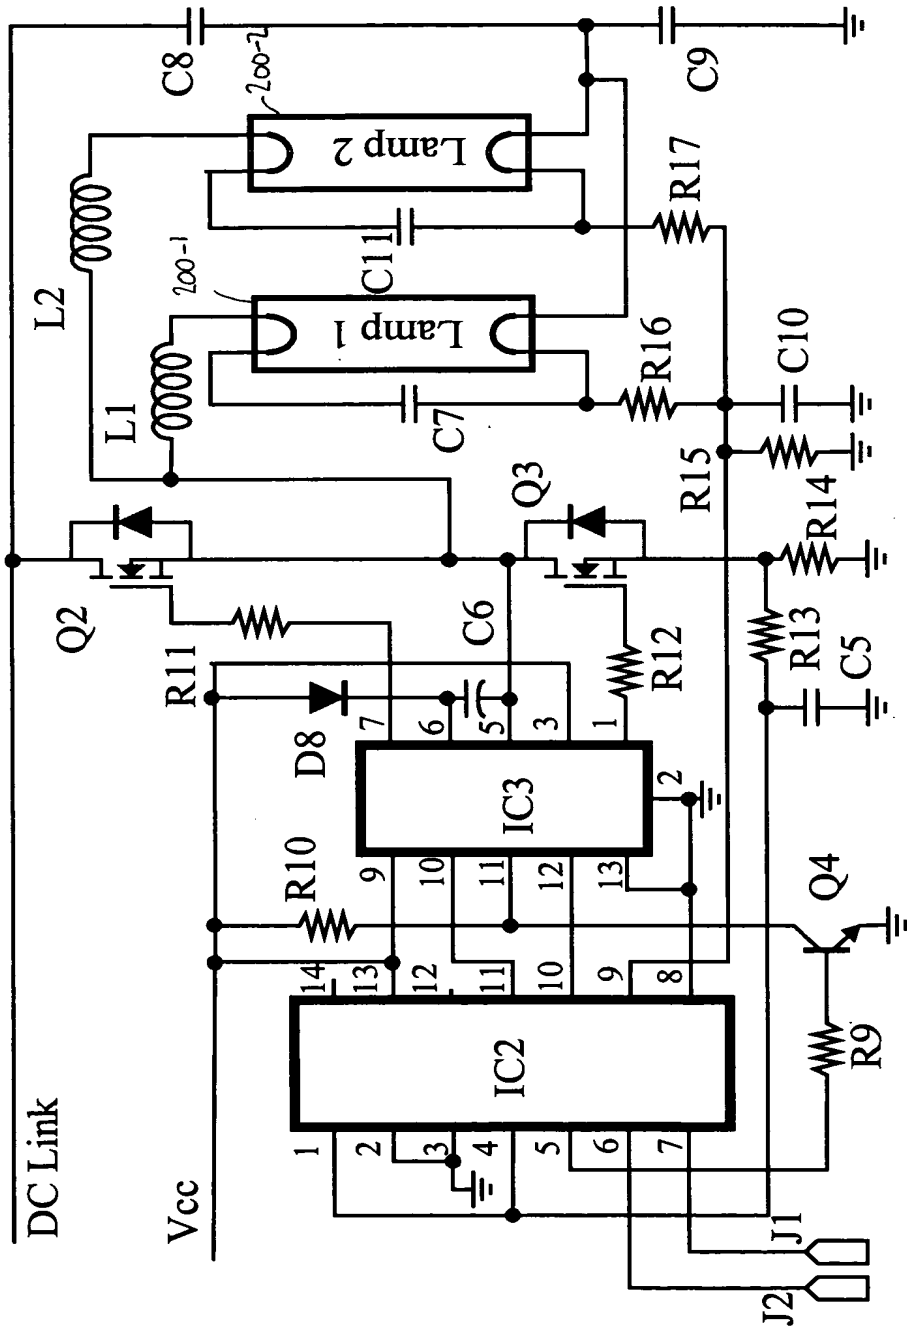 DC Link
Vcc
C8
C9
200-2
Lamp 2
L2
C11
R17
200-1
Lamp 1
L1
C7
R16
C10
R15
R14
Q2
Q3
R11
C6
R12
R13
C5
D8
7
6
5
3
1
IC3
2
9
10
11
12
13
R10
Q4
14
13
12
11
10
9
8
IC2
1
2
3
4
5
6
7
R9
J1
J2